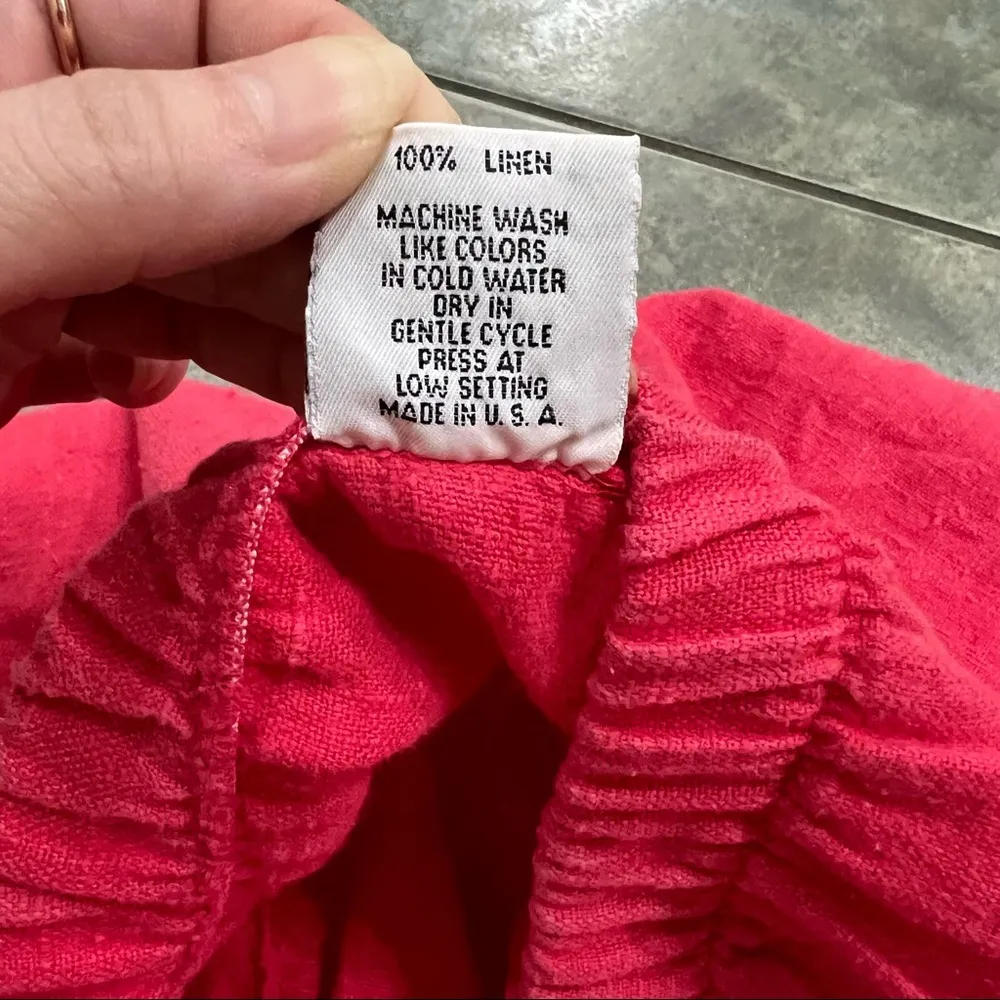 100% LINEN
MACHINE WASH
LIKE COLORS
IN COLD WATER
DRY IN
GENTLE CYCLE
PRESS AT
LOW SETTING
MADE IN U. S. A.